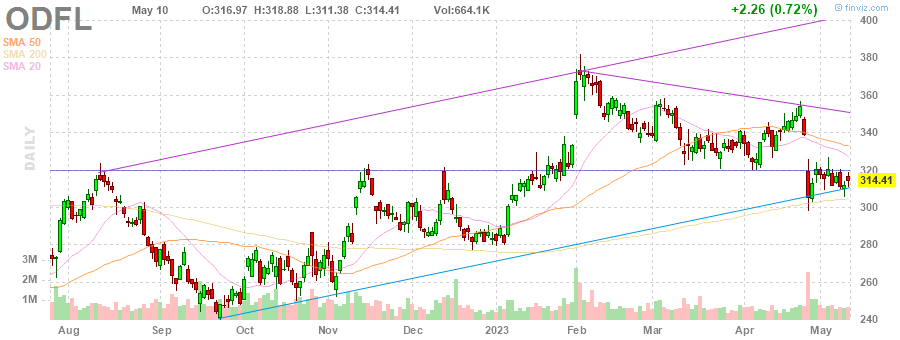 ODFL May 10 O:316.97 H:318.88 L:311.38 C:314.41 Vol:664.1K +2.26 (0.72%) © finviz.com
SMA 50
SMA 200
SMA 20
DAILY
400
380
360
340
320
314.41
300
280
3M
2M
1M
260
240
Aug Sep Oct Nov Dec 2023 Feb Mar Apr May